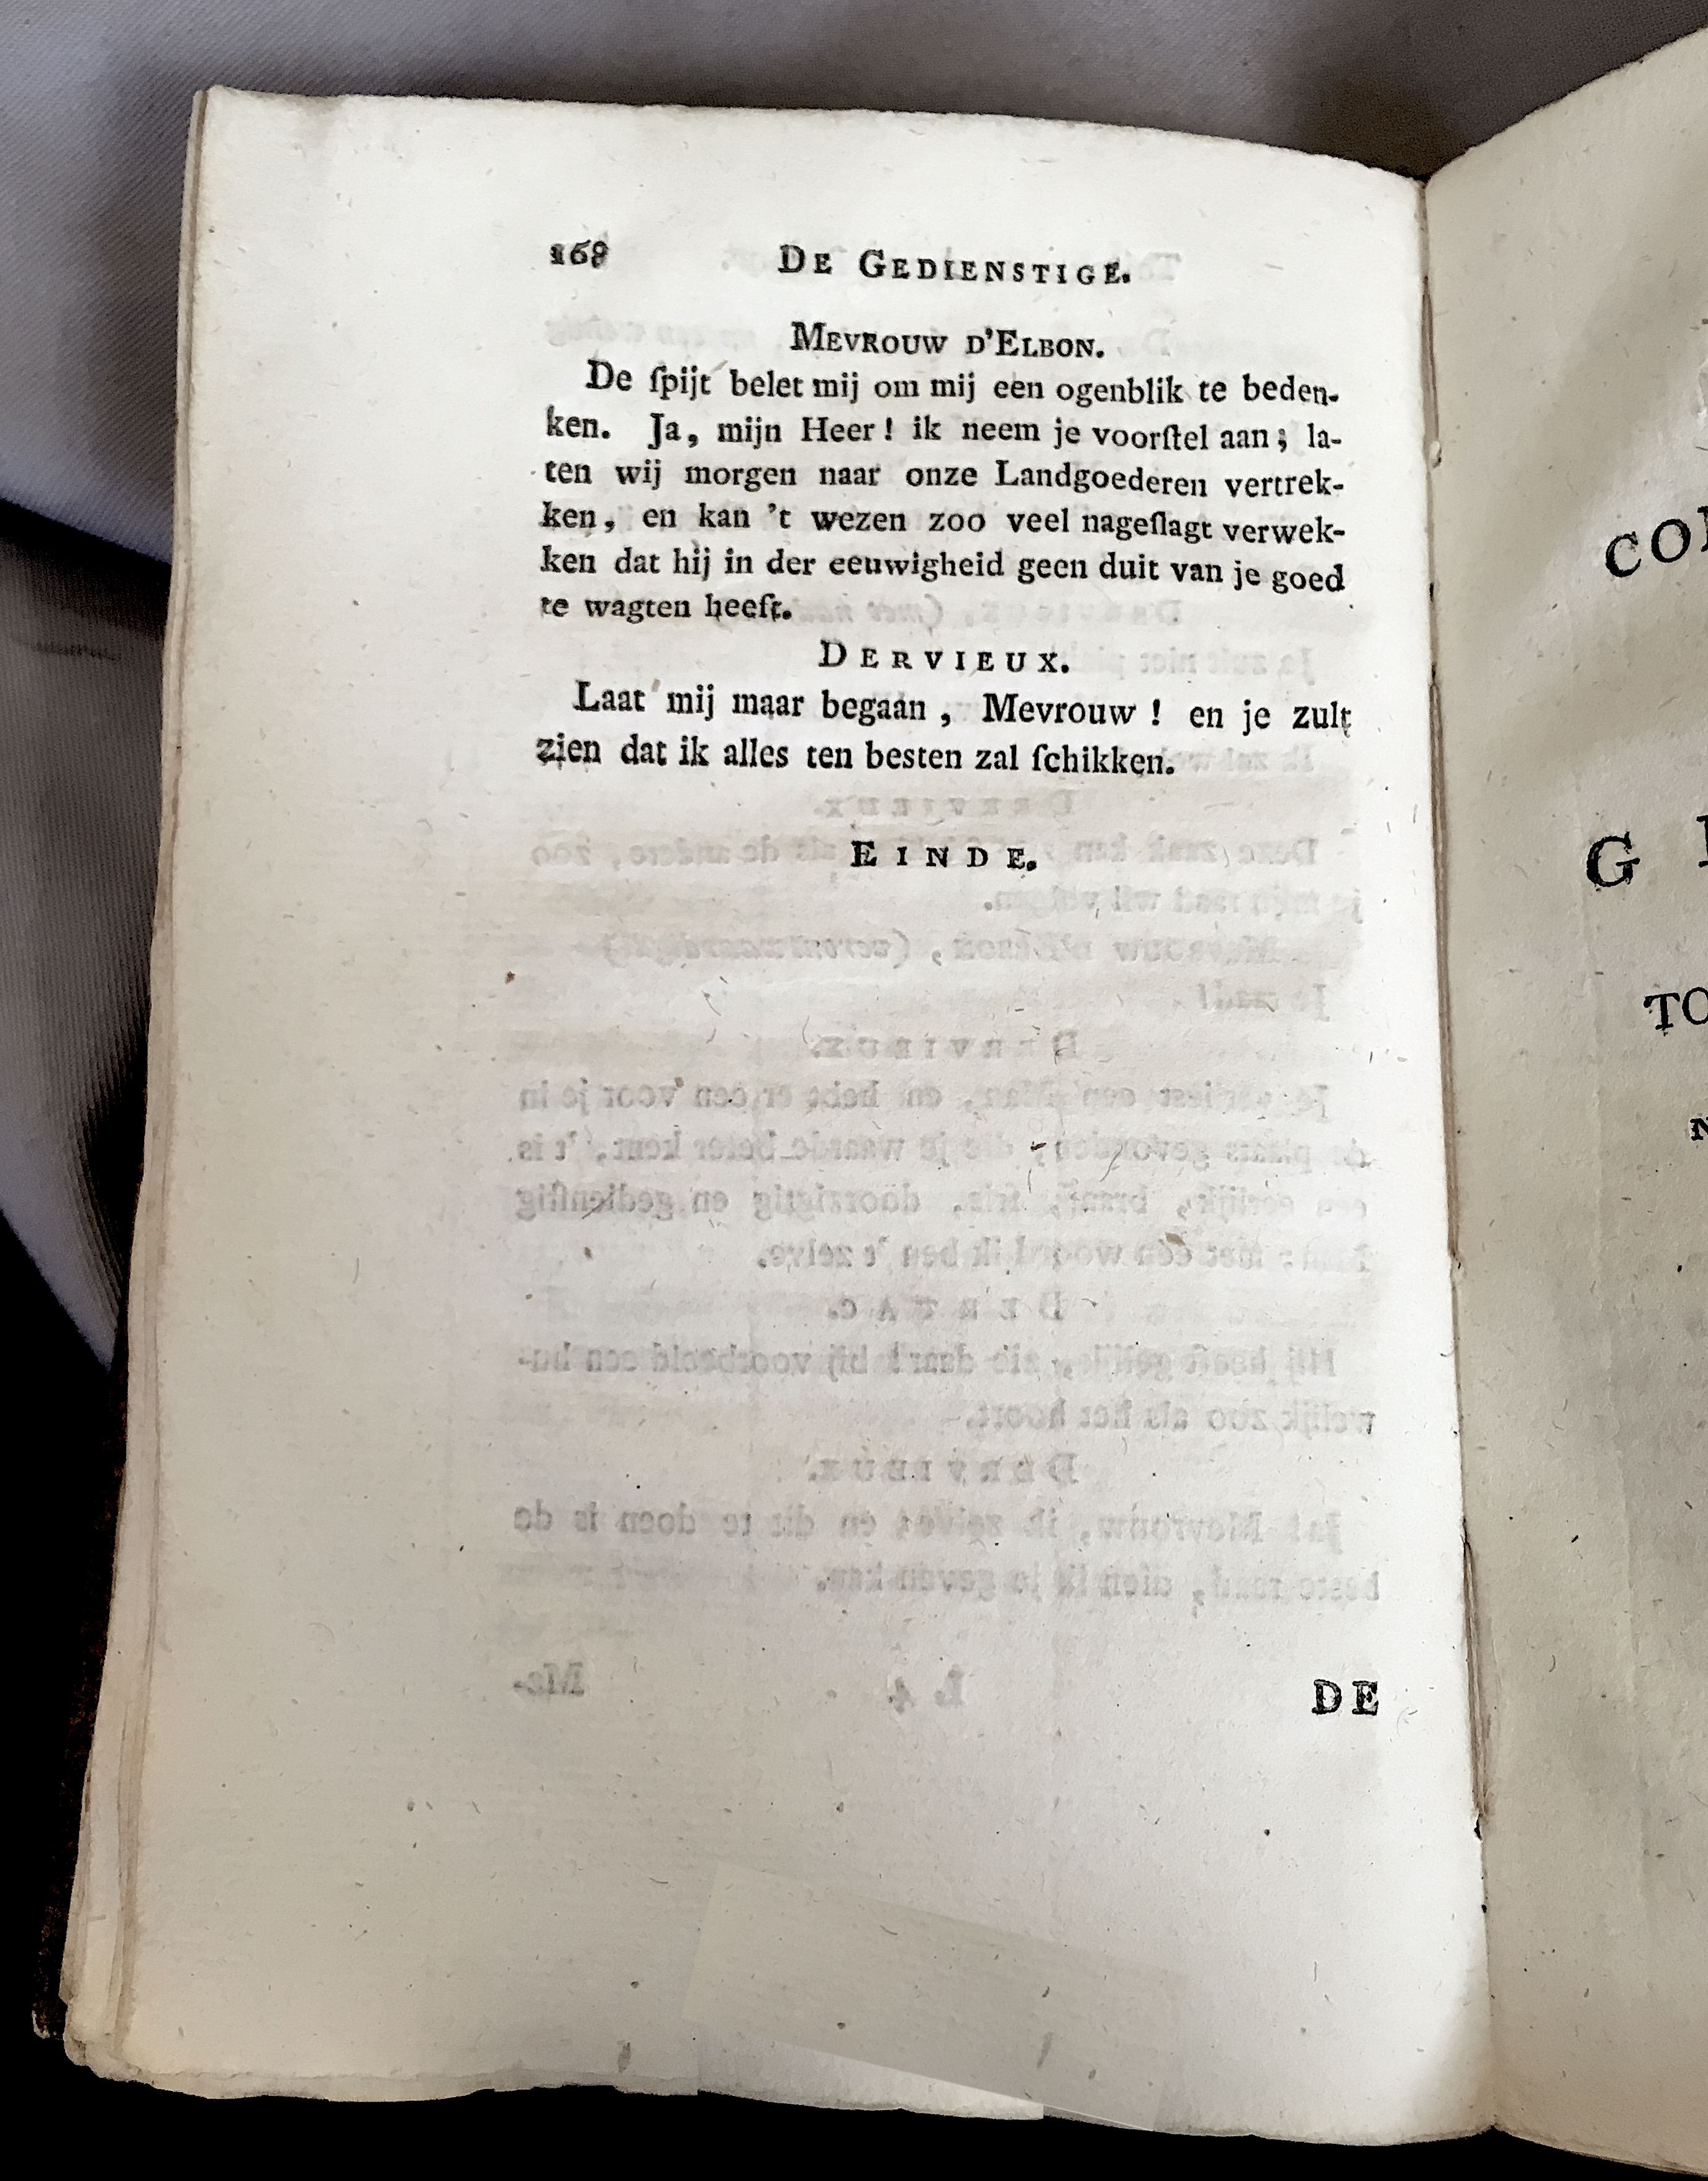 168 DE GEDIENSTIGE.
MEVROUW D'ELBON.
De ſpijt belet mij om mij een ogenblik te beden-
ken. Ja, mijn Heer! ik neem je voorſtel aan; la-
ten wij morgen naar onze Landgoederen vertrek-
ken, en kan 't wezen zoo veel nageſlagt verwek-
ken dat hij in der eeuwigheid geen duit van je goed
te wagten heeft.
DERVIEUX.
Laat mij maar begaan, Mevrouw! en je zult
zien dat ik alles ten besten zal ſchikken.
EINDE.
DE
G
TO